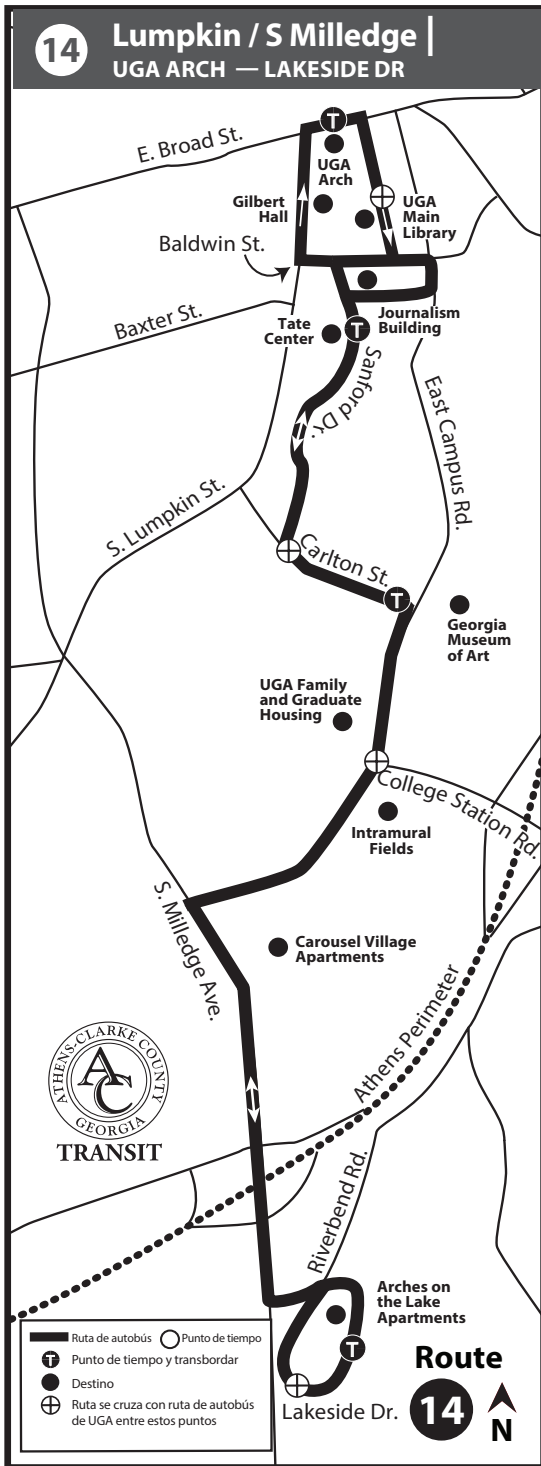 14
Lumpkin / S Milledge |
UGA ARCH — LAKESIDE DR
T
E. Broad St.
UGA
Arch
Gilbert
Hall
UGA
Main
Library
Baldwin St.
Journalism
Building
Baxter St.
Tate
Center
T
Sanford Dr.
East Campus Rd.
S. Lumpkin St.
Carlton St.
T
Georgia
Museum
of Art
UGA Family
and Graduate
Housing
College Station Rd.
Intramural
Fields
S. Milledge Ave.
Carousel Village
Apartments
Athens Perimeter
ATHENS-CLARKE COUNTY
AC
GEORGIA
TRANSIT
Riverbend Rd.
Arches on
the Lake
Apartments
T
Lakeside Dr.
Ruta de autobús
Punto de tiempo
T Punto de tiempo y transbordar
Destino
Ruta se cruza con ruta de autobús
de UGA entre estos puntos
Route
14
N